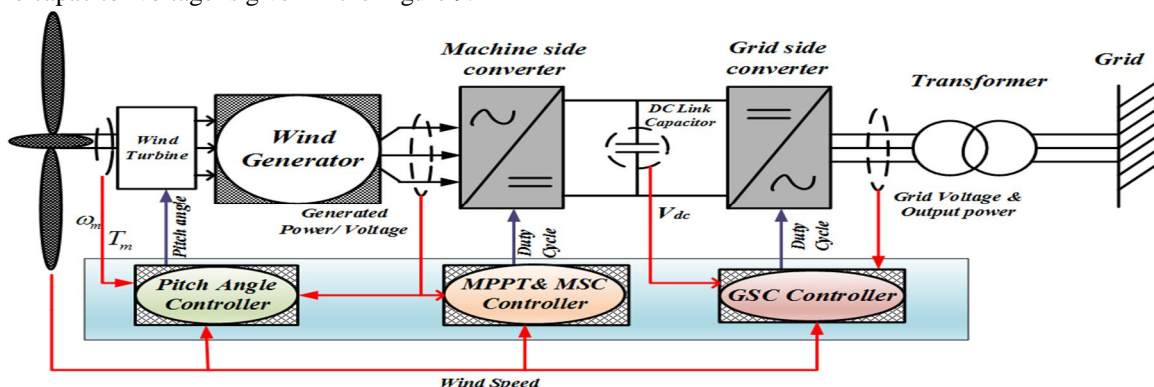 Machine side
converter
Grid side
converter
Transformer
Grid
DC Link
Capacitor
Wind
Turbine
Wind
Generator
Generated
Power/ Voltage
V dc
Grid Voltage &
Output power
ωm
Tm
Pitch angle
Duty
Cycle
Duty
Cycle
Pitch Angle
Controller
MPPT& MSC
Controller
GSC Controller
Wind Speed